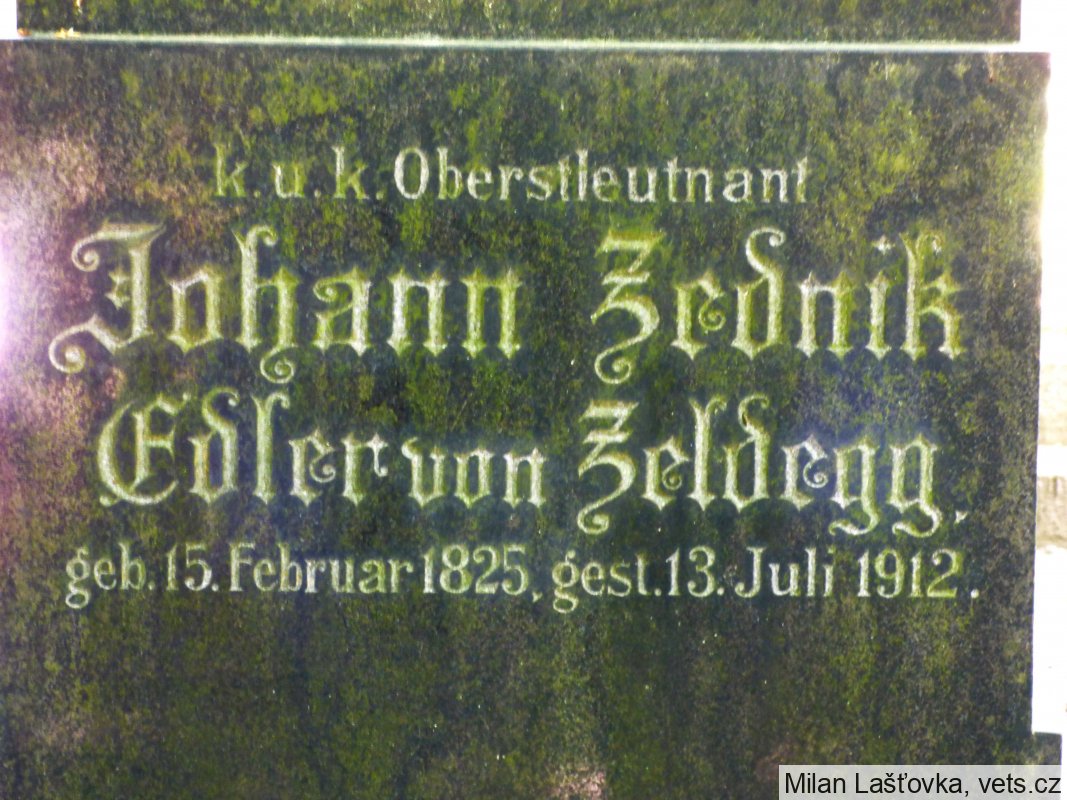 k. u. k. Oberstleutnant
Johann Zednik
Edler von Zeldegg.
geb. 15. Februar 1825, gest. 13. Juli 1912.
Milan Lašťovka, vets.cz